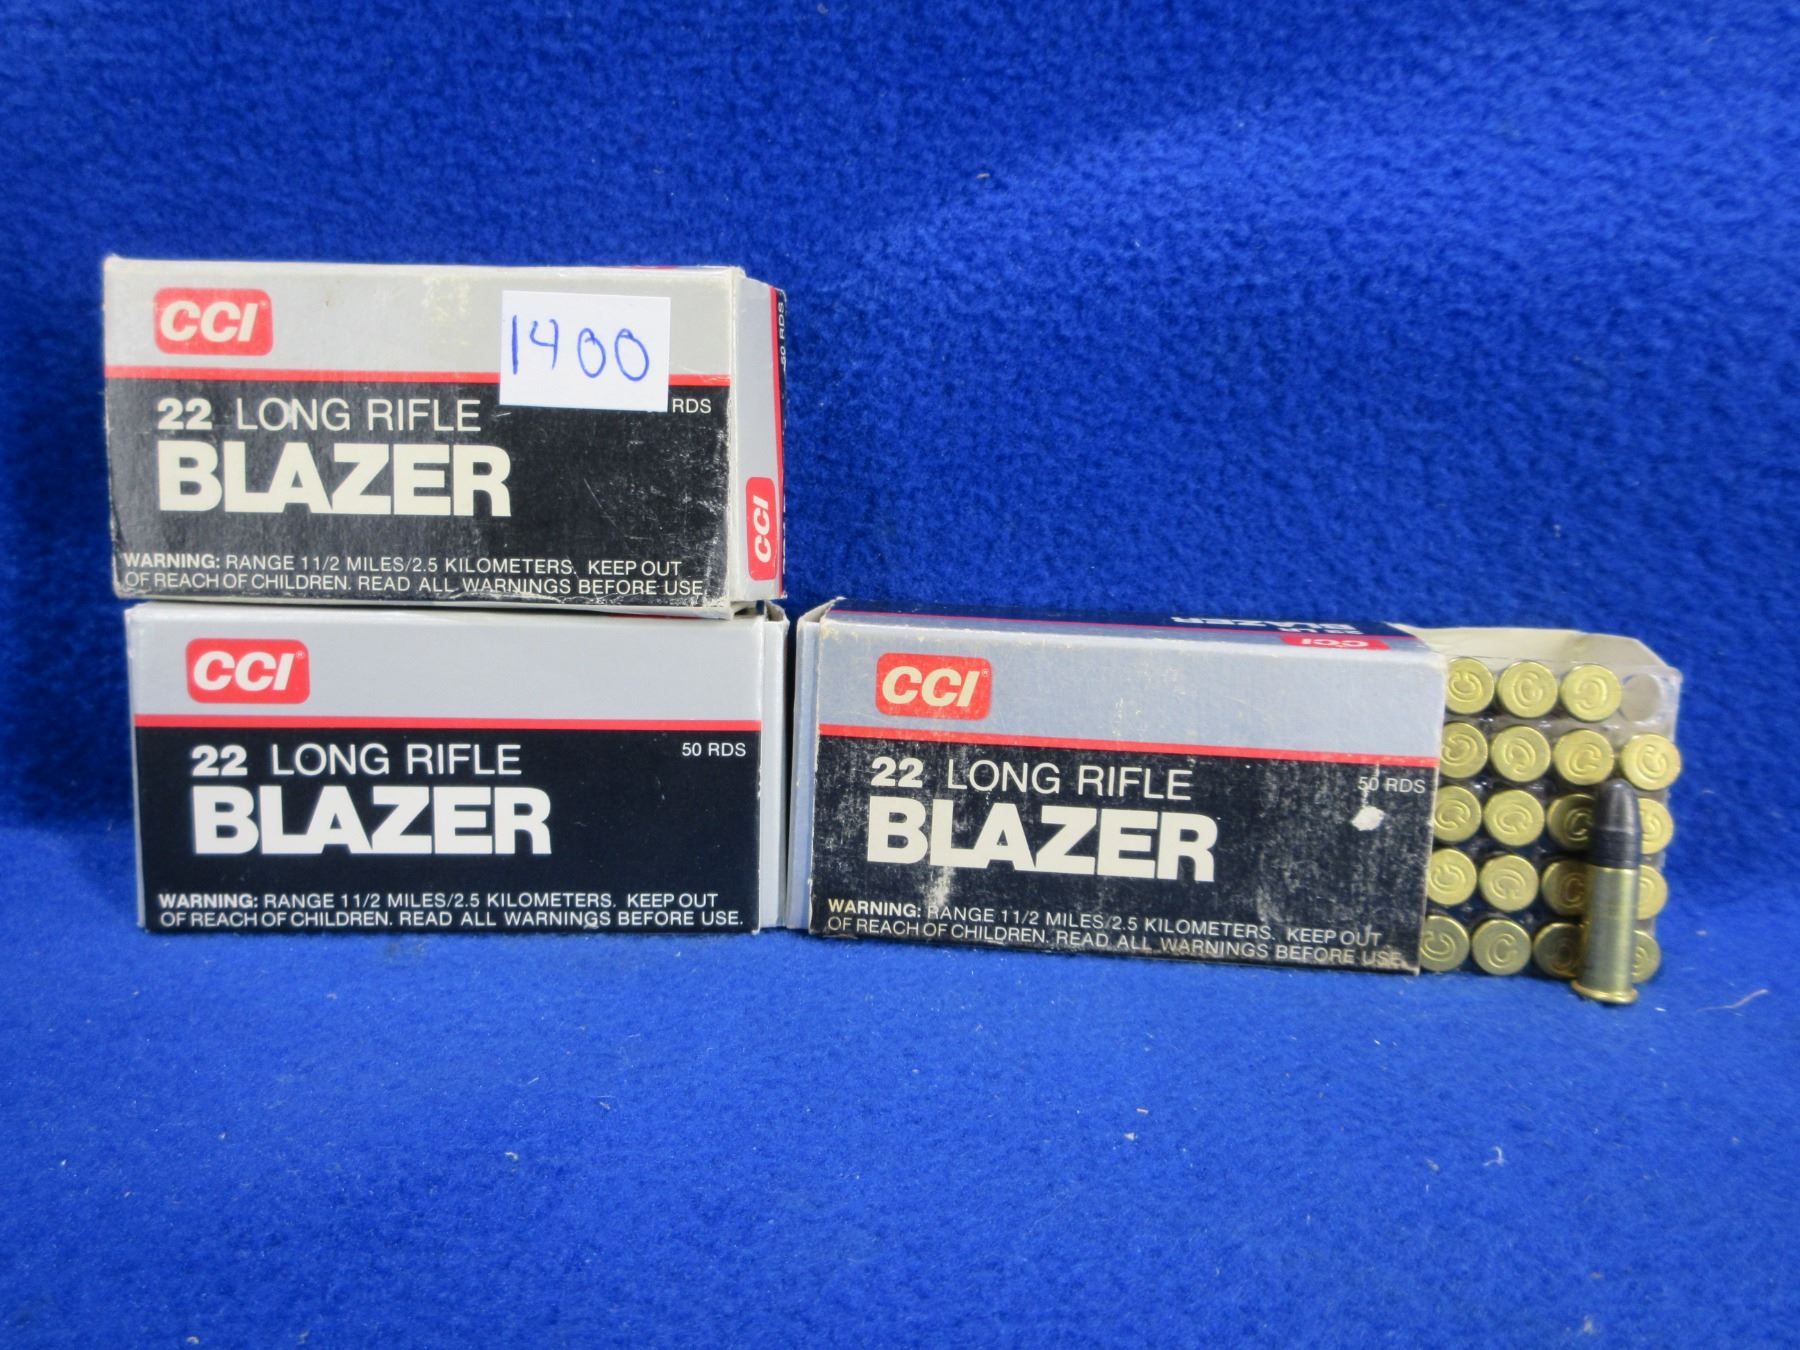 CCI
1400
22 LONG RIFLE
RDS
BLAZER
WARNING: RANGE 11/2 MILES/2.5 KILOMETERS. KEEP OUT
OF REACH OF CHILDREN. READ ALL WARNINGS BEFORE USE
50 RDS
CCI
CCI®
22 LONG RIFLE
50 RDS
BLAZER
WARNING: RANGE 11/2 MILES/2.5 KILOMETERS. KEEP OUT
OF REACH OF CHILDREN. READ ALL WARNINGS BEFORE USE.
BLAZER
CCI
CCI®
22 LONG RIFLE
50 RDS
BLAZER
WARNING: RANGE 11/2 MILES/2.5 KILOMETERS. KEEP OUT
OF REACH OF CHILDREN. READ ALL WARNINGS BEFORE USE.